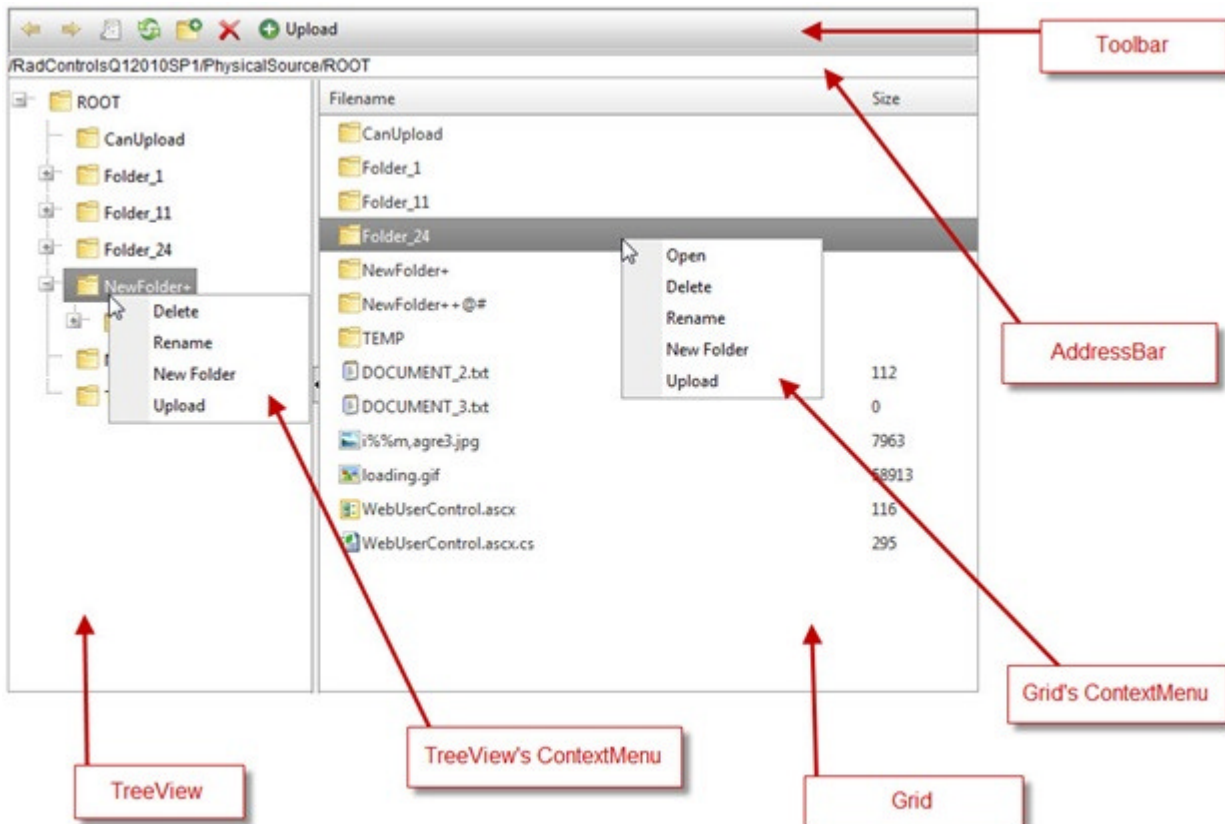 Upload
Toolbar
/RadControlsQ12010SP1/PhysicalSource/ROOT
ROOT
CanUpload
Folder_1
Folder_11
Folder_24
NewFolder+
Delete
Rename
New Folder
Upload
Filename Size
CanUpload
Folder_1
Folder_11
Folder_24
NewFolder+
NewFolder++@#
TEMP
DOCUMENT_2.txt 112
DOCUMENT_3.txt 0
i%%m,agre3.jpg 7963
loading.gif 58913
WebUserControl.ascx 116
WebUserControl.ascx.cs 295
Open
Delete
Rename
New Folder
Upload
AddressBar
Grid's ContextMenu
TreeView's ContextMenu
TreeView
Grid